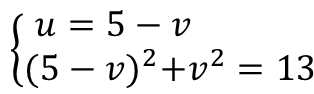 u = 5 − v
(5 − v)²+v² = 13